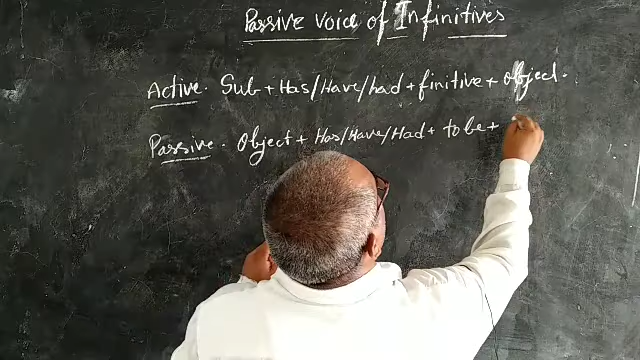 Passive voice of Infinitives
Active. Sub + Has/Have/had + finitive + object.
Passive. Object + Has/Have/Had + to be +